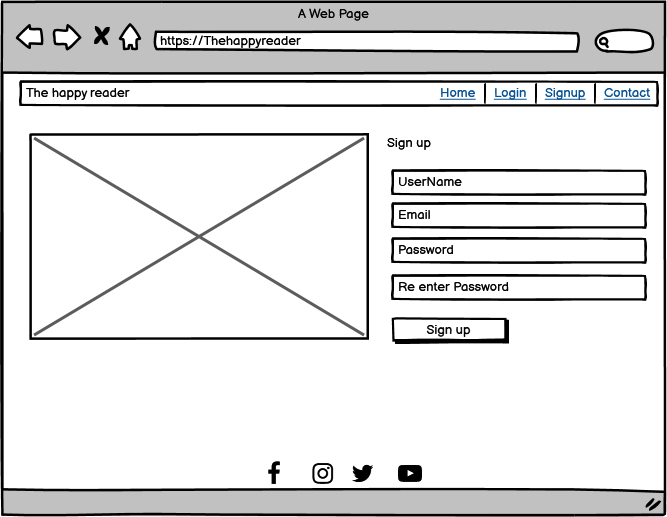 A Web Page
https://Thehappyreader
The happy reader Home Login Signup Contact
Sign up
UserName
Email
Password
Re enter Password
Sign up